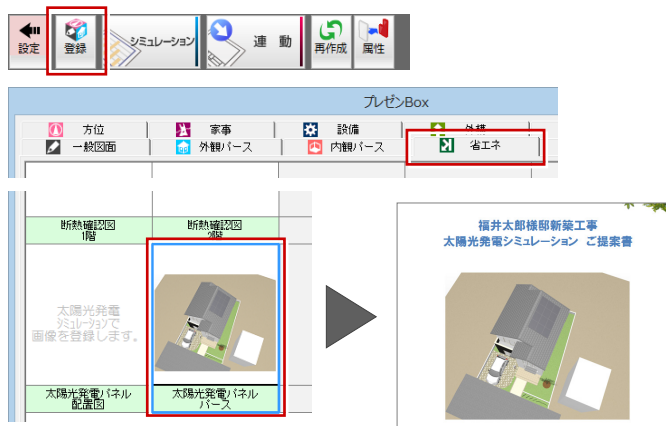 設定
登録
シミュレーション
連動
再作成
属性
プレゼンBox
方位
家事
設備
外構
一般図面
外観パース
内観パース
省エネ
断熱確認図
1階
断熱確認図
2階
太陽光発電
シミュレーションで
画像を登録します。
太陽光発電パネル
配置図
太陽光発電パネル
パース
福井太郎様邸新築工事
太陽光発電シミュレーション ご提案書